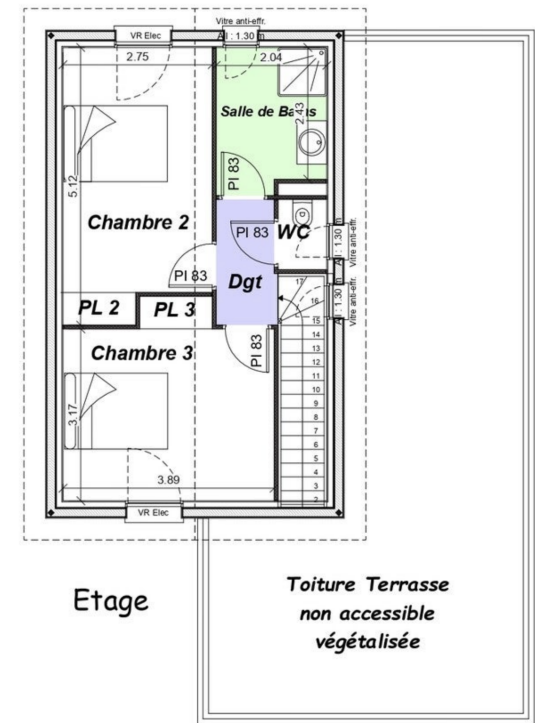 Vitre anti-effr.
VR Elec
All : 1.30 m
2.75
2.04
Salle de Bains
2.43
PI 83
5.12
Chambre 2
PI 83
WC
All : 1.30 m
Vitre anti-effr.
PI 83
Dgt
17
16
All : 1.30 m
Vitre anti-effr.
PL 2
PL 3
15
14
13
12
11
10
9
8
7
6
5
4
3
2
PI 83
Chambre 3
3.17
3.89
VR Elec
Etage
Toiture Terrasse
non accessible
végétalisée